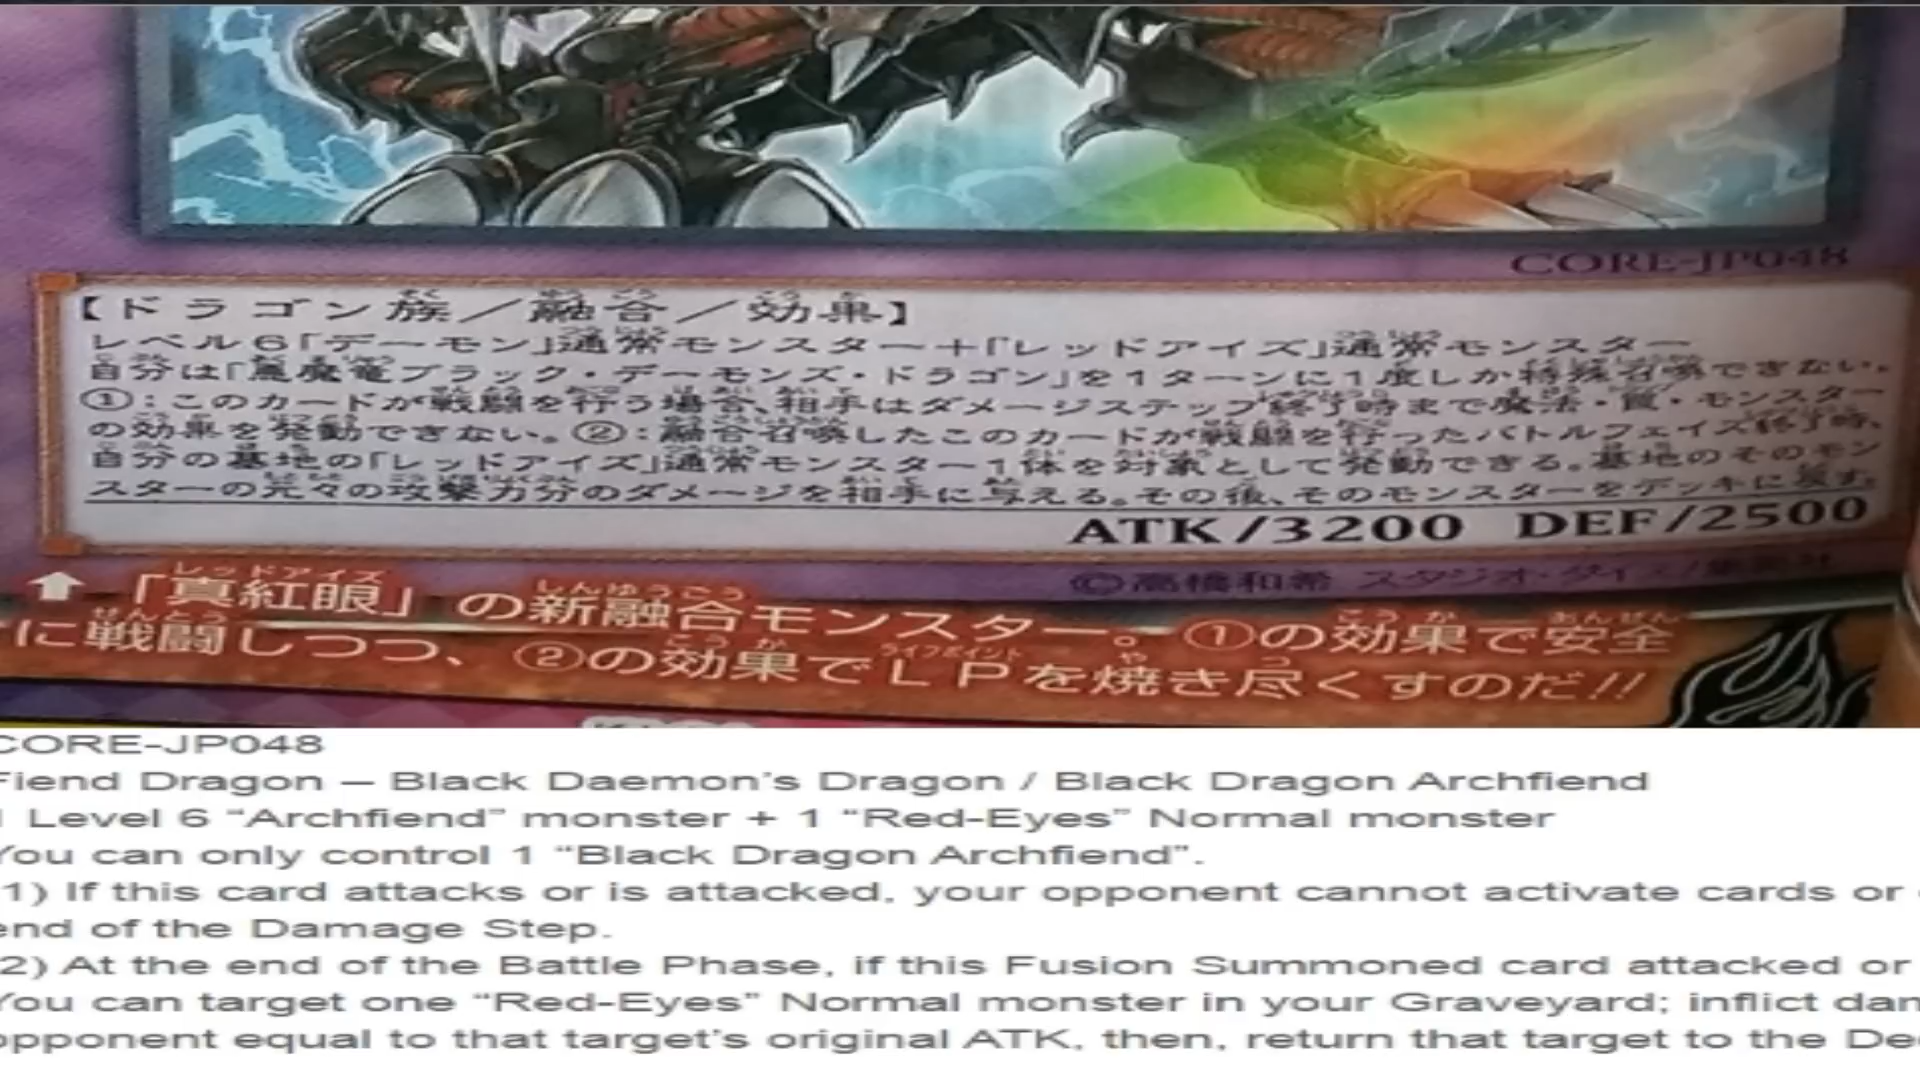 CORE-JP048
【ドラゴン族／融合／効果】
レベル6「デーモン」通常モンスター＋「レッドアイズ」通常モンスター
自分は「悪魔竜ブラック・デーモンズ・ドラゴン」を1ターンに1度しか特殊召喚できない。
①：このカードが戦闘を行う場合、相手はダメージステップ終了時まで魔法・罠・モンスター
の効果を発動できない。②：融合召喚したこのカードが戦闘を行ったバトルフェイズ終了時、
自分の墓地の「レッドアイズ」通常モンスター1体を対象として発動できる。墓地のそのモン
スターの元々の攻撃力分のダメージを相手に与える。その後、そのモンスターをデッキに戻す。
ATK/3200 DEF/2500
©高橋和希 スタジオ・ダイス/集英社
「真紅眼」の新融合モンスター。①の効果で安全
に戦闘しつつ、②の効果でLPを焼き尽くすのだ!!
CORE-JP048
Fiend Dragon – Black Daemon's Dragon / Black Dragon Archfiend
1 Level 6 “Archfiend” monster + 1 “Red-Eyes” Normal monster
You can only control 1 “Black Dragon Archfiend”.
1) If this card attacks or is attacked, your opponent cannot activate cards or
end of the Damage Step.
2) At the end of the Battle Phase, if this Fusion Summoned card attacked or
You can target one “Red-Eyes” Normal monster in your Graveyard; inflict
opponent equal to that target's original ATK, then, return that target to the